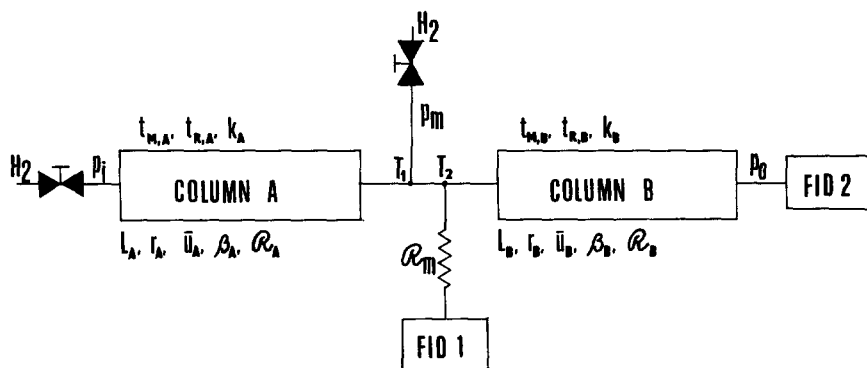 H2
Pm
tM,A, tR,A, kA
tM,B, tR,B, kB
H2
Pi
COLUMN A
T1
T2
COLUMN B
Po
FID 2
LA, rA, ūA, βA, ℛA
ℛm
LB, rB, ūB, βB, ℛB
FID 1